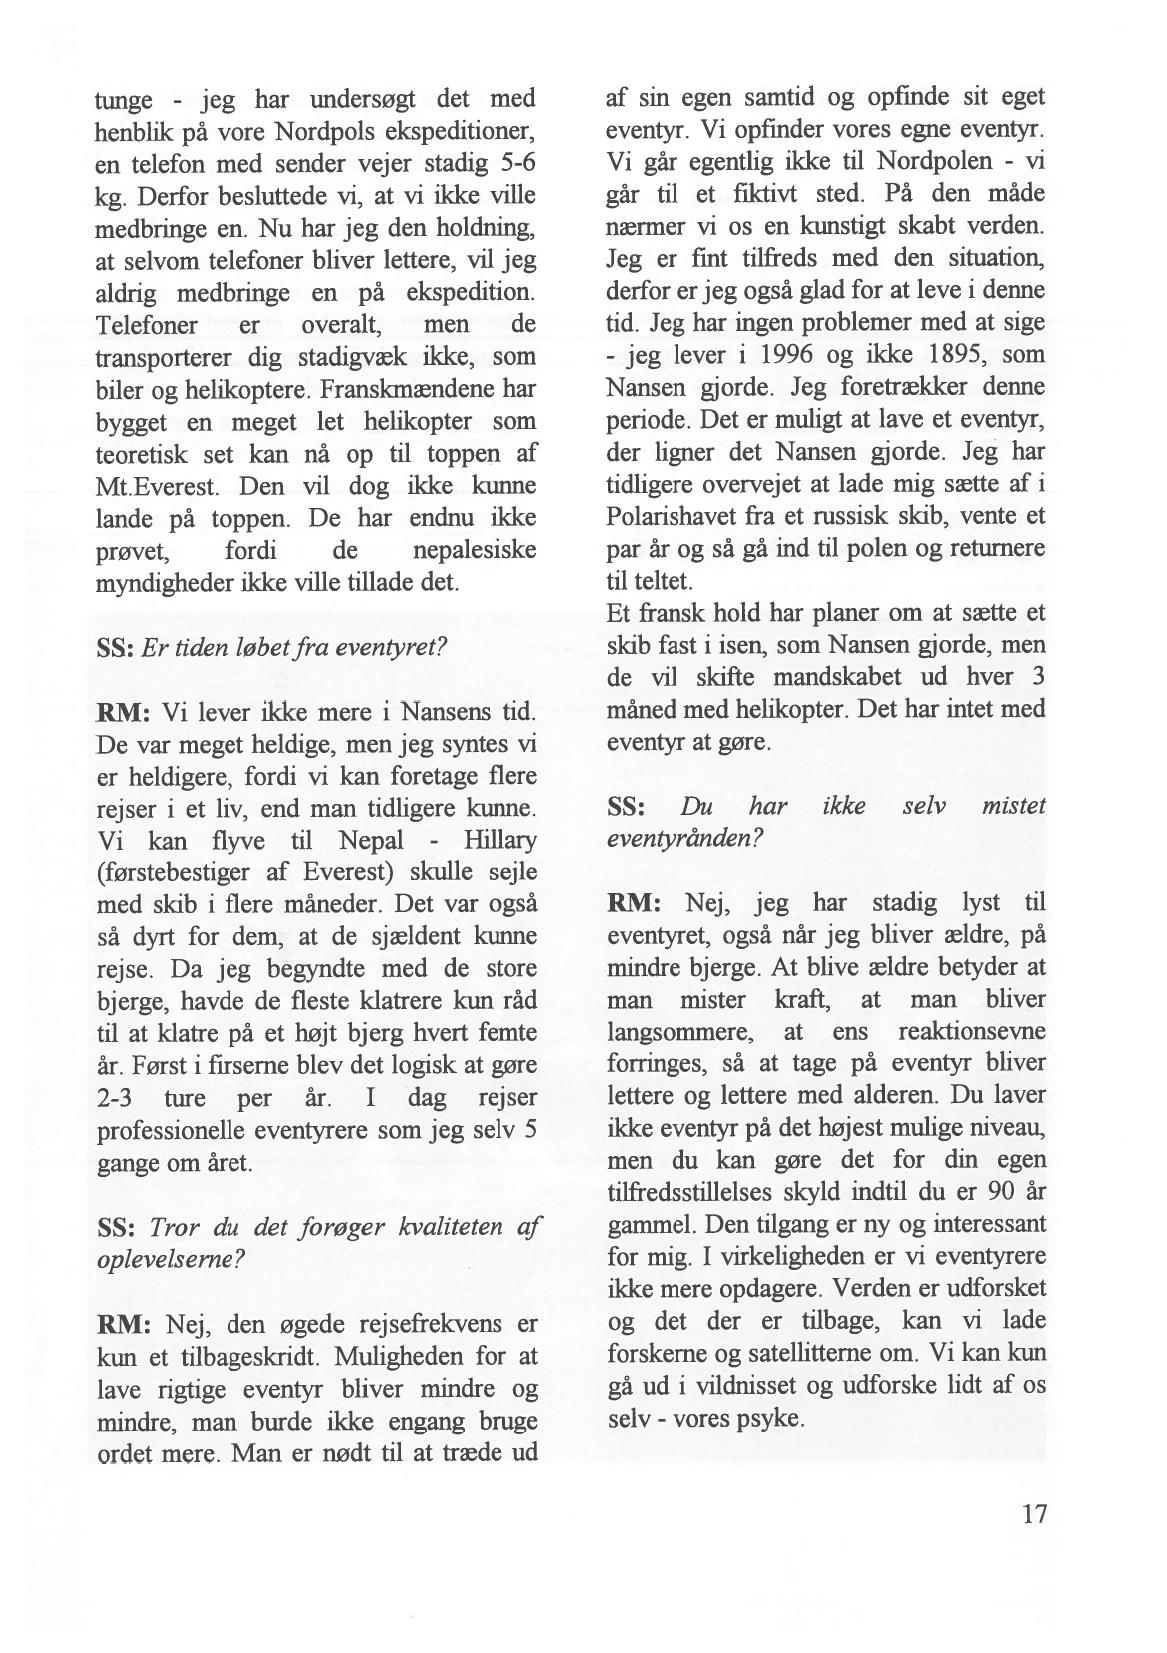 tunge - jeg har undersøgt det med
henblik på vore Nordpols ekspeditioner,
en telefon med sender vejer stadig 5-6
kg. Derfor besluttede vi, at vi ikke ville
medbringe en. Nu har jeg den holdning,
at selvom telefoner bliver lettere, vil jeg
aldrig medbringe en på ekspedition.
Telefoner er overalt, men de
transporterer dig stadigvæk ikke, som
biler og helikoptere. Franskmændene har
bygget en meget let helikopter som
teoretisk set kan nå op til toppen af
Mt.Everest. Den vil dog ikke kunne
lande på toppen. De har endnu ikke
prøvet, fordi de nepalesiske
myndigheder ikke ville tillade det.
SS: Er tiden løbet fra eventyret?
RM: Vi lever ikke mere i Nansens tid.
De var meget heldige, men jeg syntes vi
er heldigere, fordi vi kan foretage flere
rejser i et liv, end man tidligere kunne.
Vi kan flyve til Nepal - Hillary
(førstebestiger af Everest) skulle sejle
med skib i flere måneder. Det var også
så dyrt for dem, at de sjældent kunne
rejse. Da jeg begyndte med de store
bjerge, havde de fleste klatrere kun råd
til at klatre på et højt bjerg hvert femte
år. Først i firserne blev det logisk at gøre
2-3 ture per år. I dag rejser
professionelle eventyrere som jeg selv 5
gange om året.
SS: Tror du det forøger kvaliteten af
oplevelserne?
RM: Nej, den øgede rejsefrekvens er
kun et tilbageskridt. Muligheden for at
lave rigtige eventyr bliver mindre og
mindre, man burde ikke engang bruge
ordet mere. Man er nødt til at træde ud
af sin egen samtid og opfinde sit eget
eventyr. Vi opfinder vores egne eventyr.
Vi går egentlig ikke til Nordpolen - vi
går til et fiktivt sted. På den måde
nærmer vi os en kunstigt skabt verden.
Jeg er fint tilfreds med den situation,
derfor er jeg også glad for at leve i denne
tid. Jeg har ingen problemer med at sige
- jeg lever i 1996 og ikke 1895, som
Nansen gjorde. Jeg foretrækker denne
periode. Det er muligt at lave et eventyr,
der ligner det Nansen gjorde. Jeg har
tidligere overvejet at lade mig sætte af i
Polarishavet fra et russisk skib, vente et
par år og så gå ind til polen og returnere
til teltet.
Et fransk hold har planer om at sætte et
skib fast i isen, som Nansen gjorde, men
de vil skifte mandskabet ud hver 3
måned med helikopter. Det har intet med
eventyr at gøre.
SS: Du har ikke selv mistet
eventyrånden?
RM: Nej, jeg har stadig lyst til
eventyret, også når jeg bliver ældre, på
mindre bjerge. At blive ældre betyder at
man mister kraft, at man bliver
langsommere, at ens reaktionsevne
forringes, så at tage på eventyr bliver
lettere og lettere med alderen. Du laver
ikke eventyr på det højest mulige niveau,
men du kan gøre det for din egen
tilfredsstillelses skyld indtil du er 90 år
gammel. Den tilgang er ny og interessant
for mig. I virkeligheden er vi eventyrere
ikke mere opdagere. Verden er udforsket
og det der er tilbage, kan vi lade
forskerne og satellitterne om. Vi kan kun
gå ud i vildnisset og udforske lidt af os
selv - vores psyke.
17